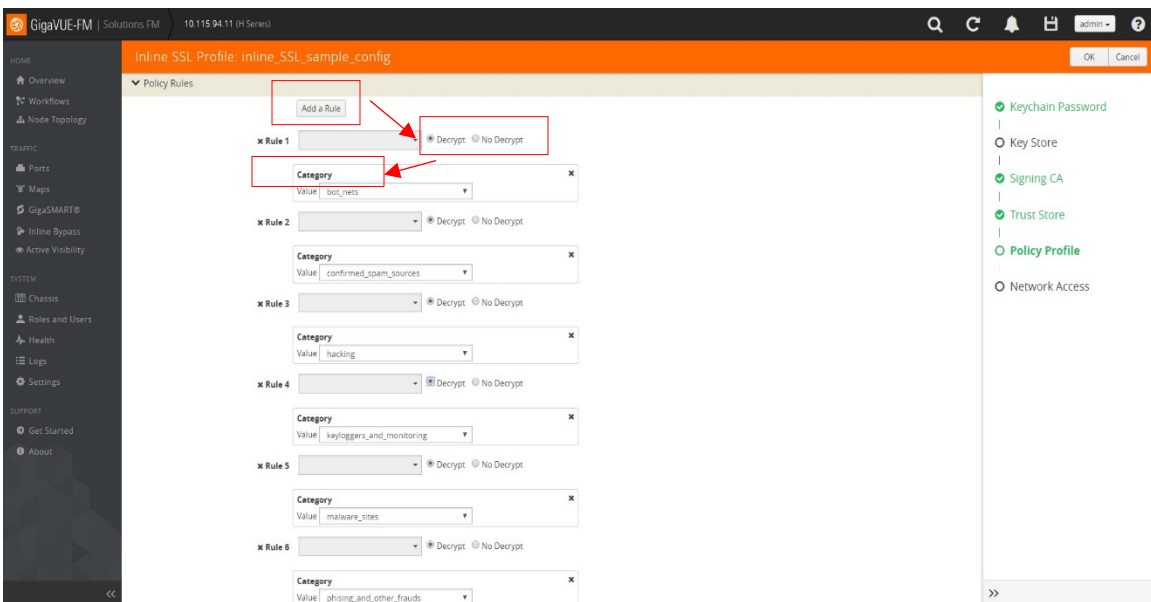 GigaVUE-FM | Solutions FM
10.115.94.11 (H Series)
admin
HOME
Overview
Workflows
Node Topology
TRAFFIC
Ports
Maps
GigaSMART®
Inline Bypass
Active Visibility
SYSTEM
Chassis
Roles and Users
Health
Logs
Settings
SUPPORT
Get Started
About
Inline SSL Profile: inline_SSL_sample_config
OK Cancel
Policy Rules
Add a Rule
Rule 1 Decrypt No Decrypt
Category
Value bot_nets
Rule 2 Decrypt No Decrypt
Category
Value confirmed_spam_sources
Rule 3 Decrypt No Decrypt
Category
Value hacking
Rule 4 Decrypt No Decrypt
Category
Value keyloggers_and_monitoring
Rule 5 Decrypt No Decrypt
Category
Value malware_sites
Rule 6 Decrypt No Decrypt
Category
Value phising_and_other_frauds
Keychain Password
Key Store
Signing CA
Trust Store
Policy Profile
Network Access